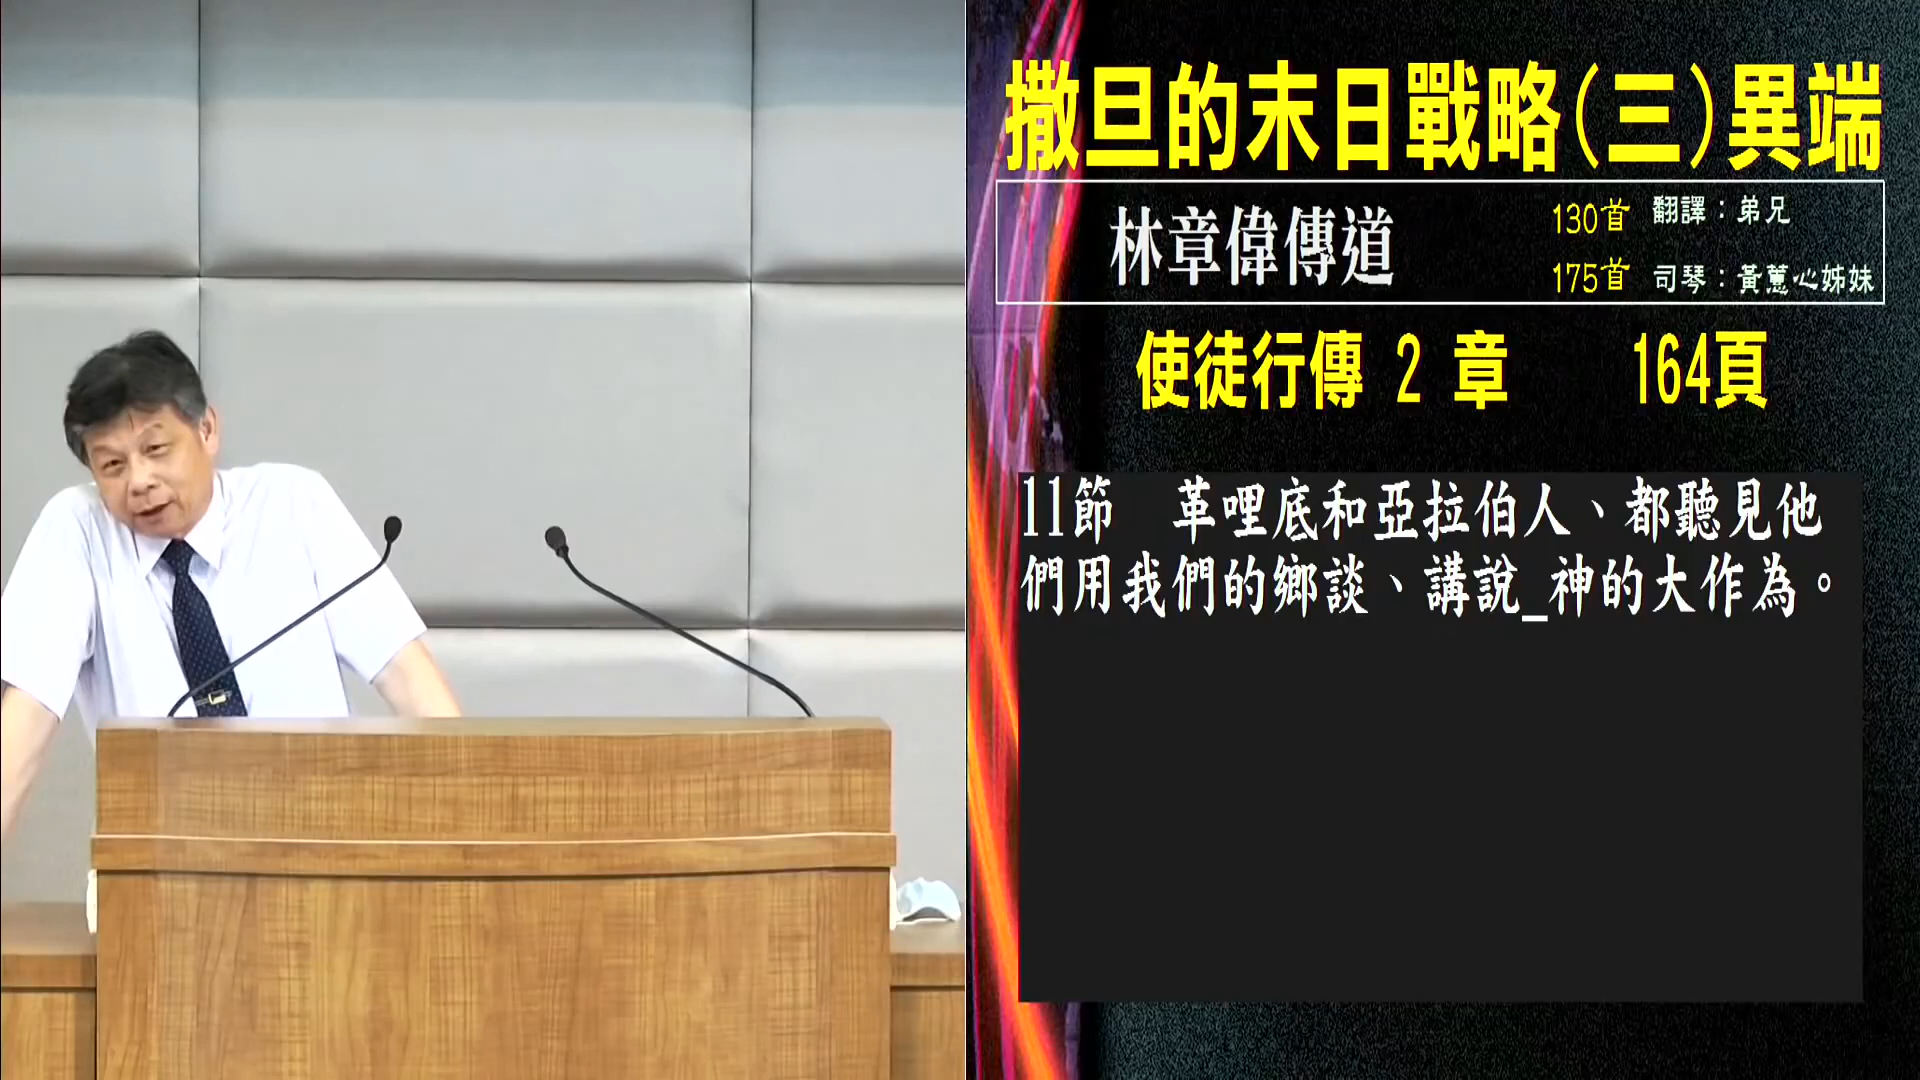 撒旦的末日戰略(三)異端
林章偉傳道
130首 翻譯：弟兄
175首 司琴：黃蕙心姊妹
使徒行傳 2 章 164頁
11節 革哩底和亞拉伯人、都聽見他
們用我們的鄉談、講說_神的大作為。